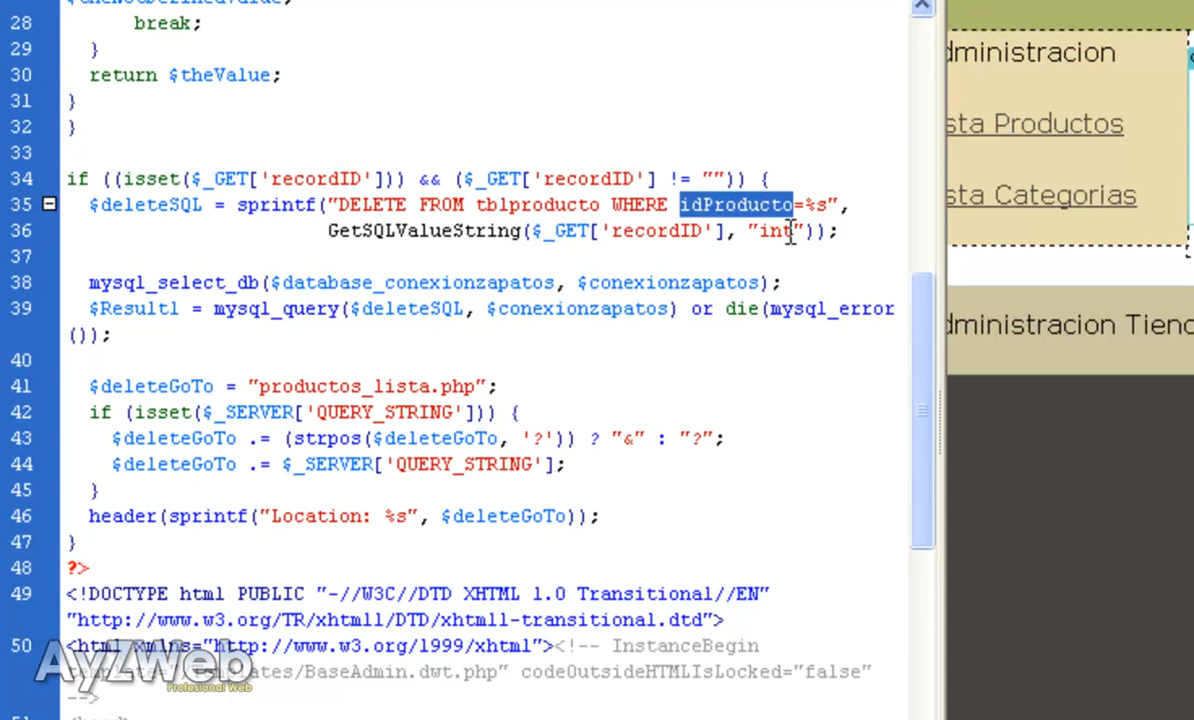 $theNotDefinedValue;
28 break;
29 }
30 return $theValue;
31 }
32 }
33
34 if ((isset($_GET['recordID'])) && ($_GET['recordID'] != "")) {
35 $deleteSQL = sprintf("DELETE FROM tblproducto WHERE idProducto=%s",
36 GetSQLValueString($_GET['recordID'], "int"));
37
38 mysql_select_db($database_conexionzapatos, $conexionzapatos);
39 $Result1 = mysql_query($deleteSQL, $conexionzapatos) or die(mysql_error
());
40
41 $deleteGoTo = "productos_lista.php";
42 if (isset($_SERVER['QUERY_STRING'])) {
43 $deleteGoTo .= (strpos($deleteGoTo, '?')) ? "&" : "?";
44 $deleteGoTo .= $_SERVER['QUERY_STRING'];
45 }
46 header(sprintf("Location: %s", $deleteGoTo));
47 }
48 ?>
49 <!DOCTYPE html PUBLIC "-//W3C//DTD XHTML 1.0 Transitional//EN"
"http://www.w3.org/TR/xhtml1/DTD/xhtml1-transitional.dtd">
50 <html xmlns="http://www.w3.org/1999/xhtml"><!-- InstanceBegin
/Templates/BaseAdmin.dwt.php" codeOutsideHTMLIsLocked="false"
-->
dministracion
sta Productos
sta Categorias
dministracion Tiend
AyZWeb
Profesional Web